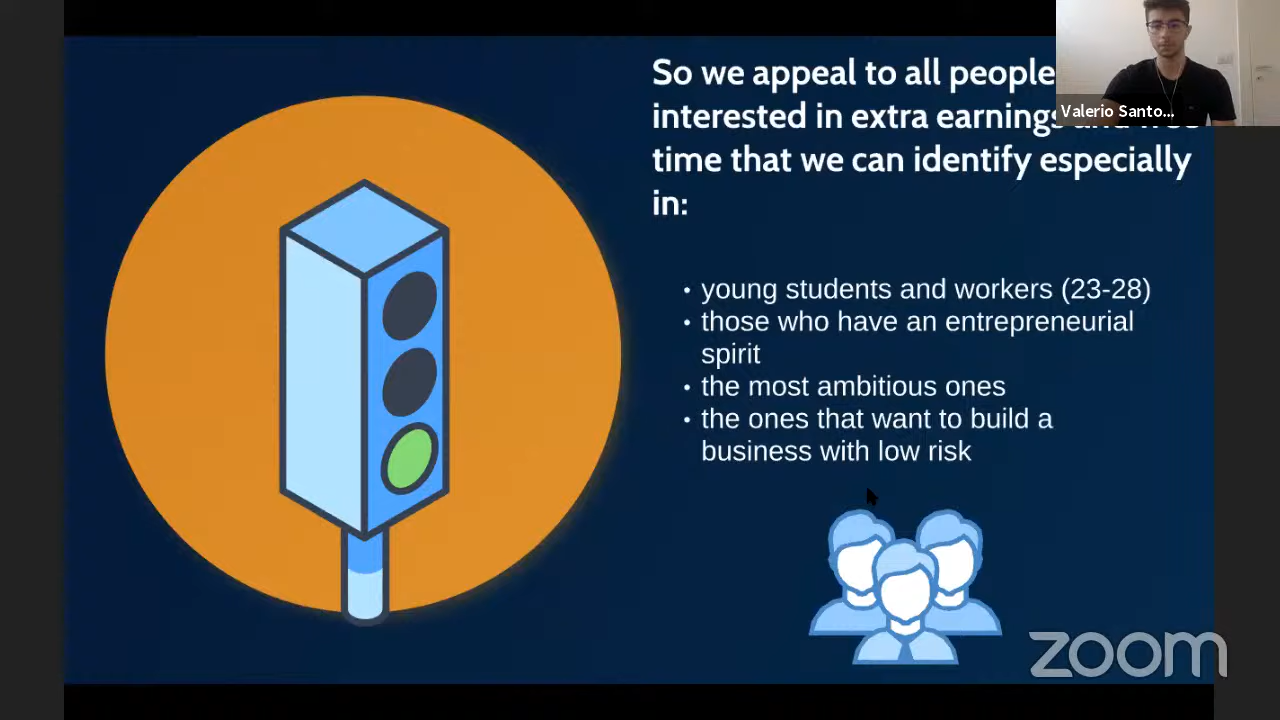 So we appeal to all people
interested in extra earnings and free
time that we can identify especially
in:
Valerio Santo...
• young students and workers (23-28)
• those who have an entrepreneurial
spirit
• the most ambitious ones
• the ones that want to build a
business with low risk
zoom